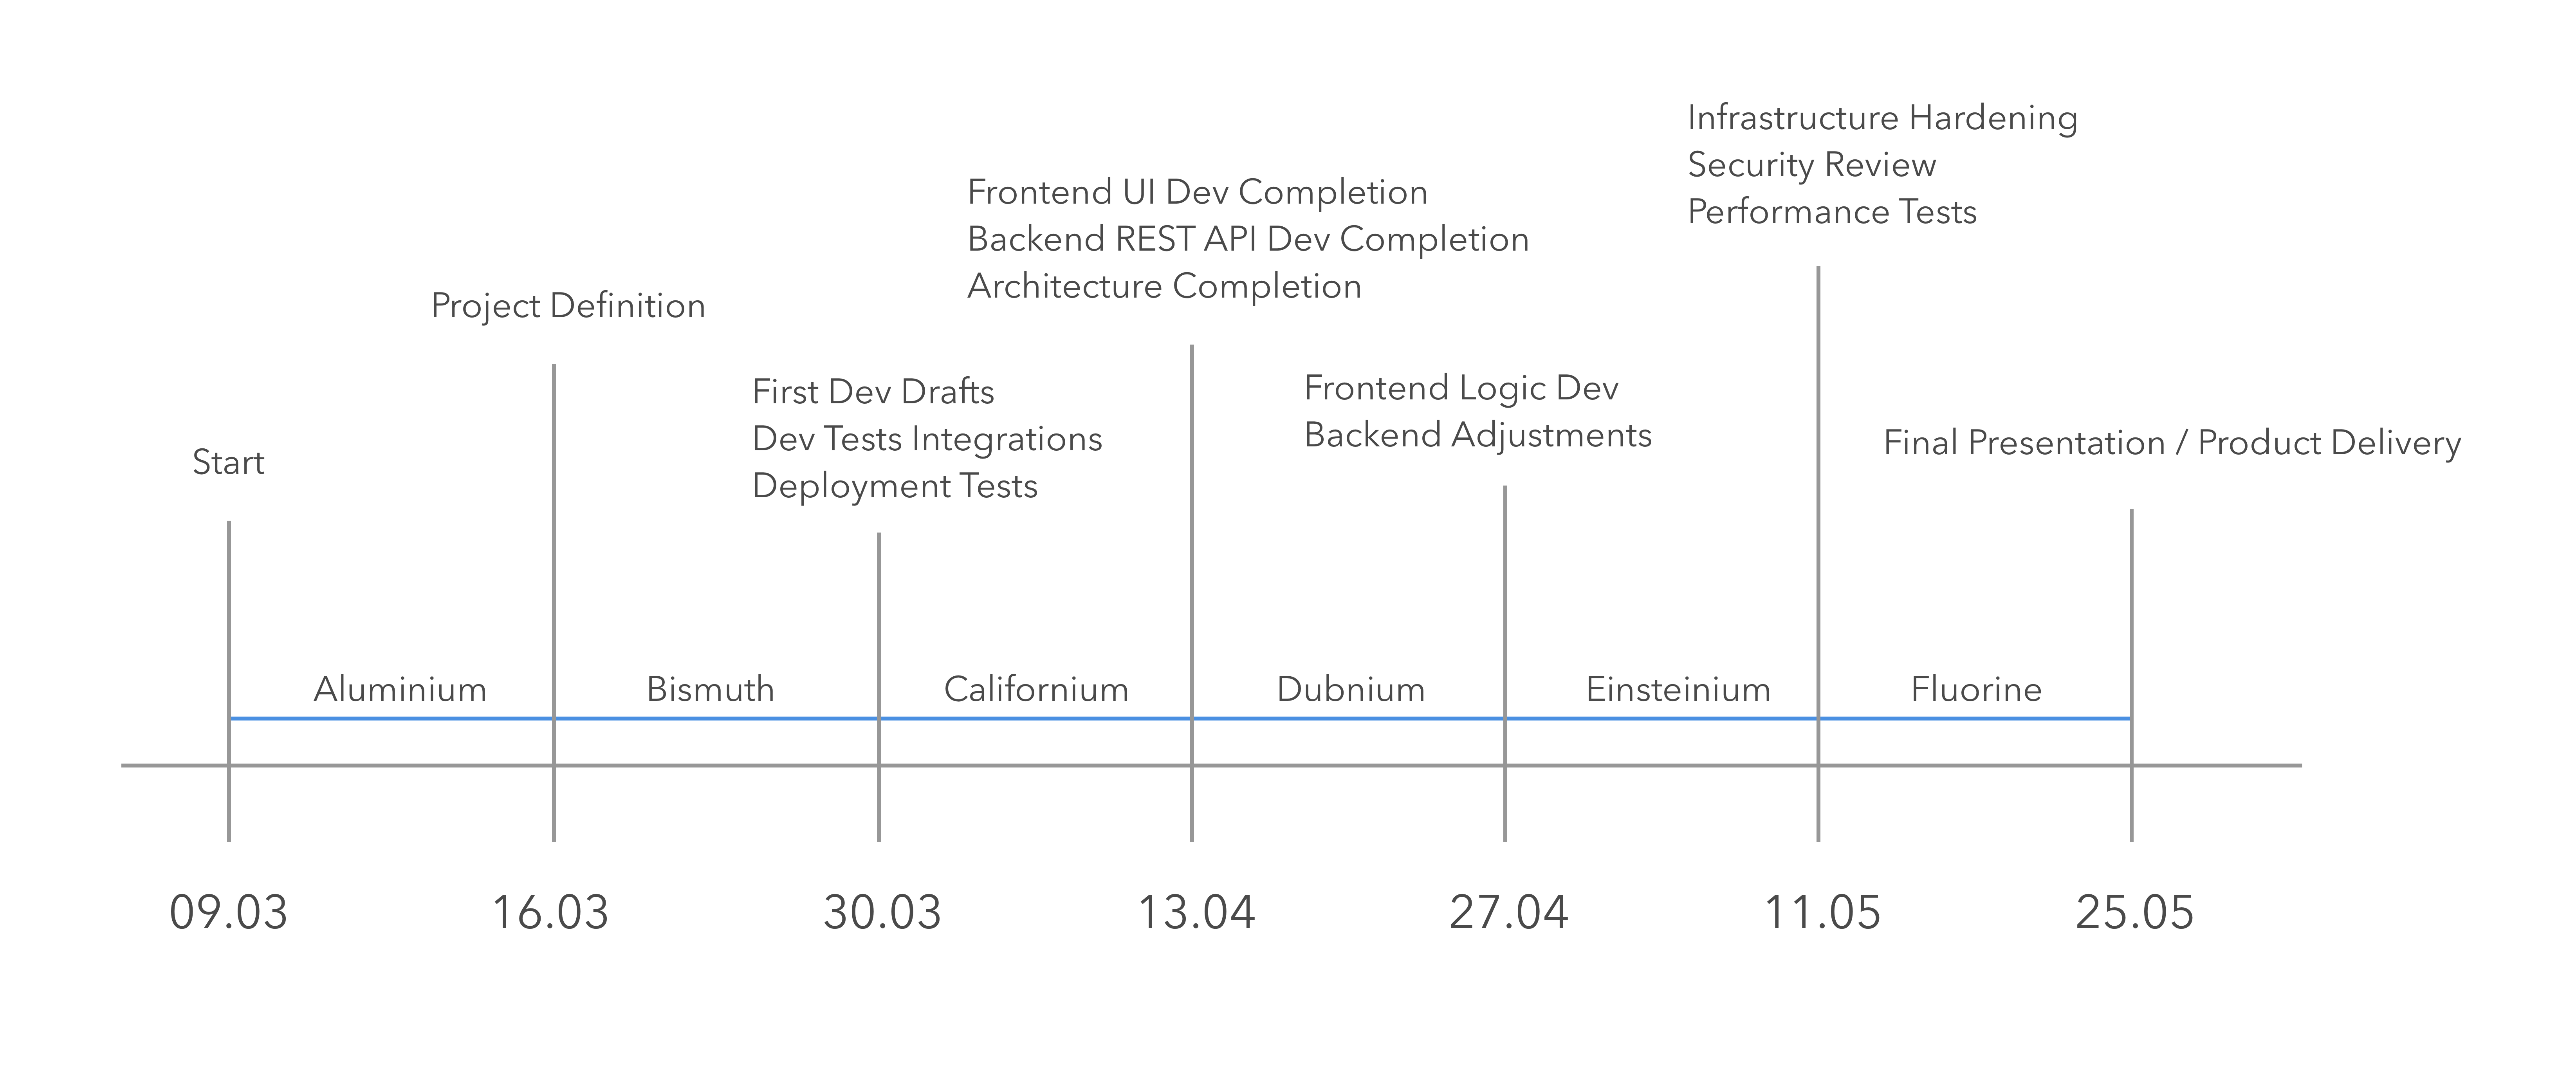 Infrastructure Hardening
Security Review
Performance Tests
Frontend UI Dev Completion
Backend REST API Dev Completion
Architecture Completion
Project Definition
First Dev Drafts
Dev Tests Integrations
Deployment Tests
Frontend Logic Dev
Backend Adjustments
Start
Final Presentation / Product Delivery
Aluminium
Bismuth
Californium
Dubnium
Einsteinium
Fluorine
09.03
16.03
30.03
13.04
27.04
11.05
25.05